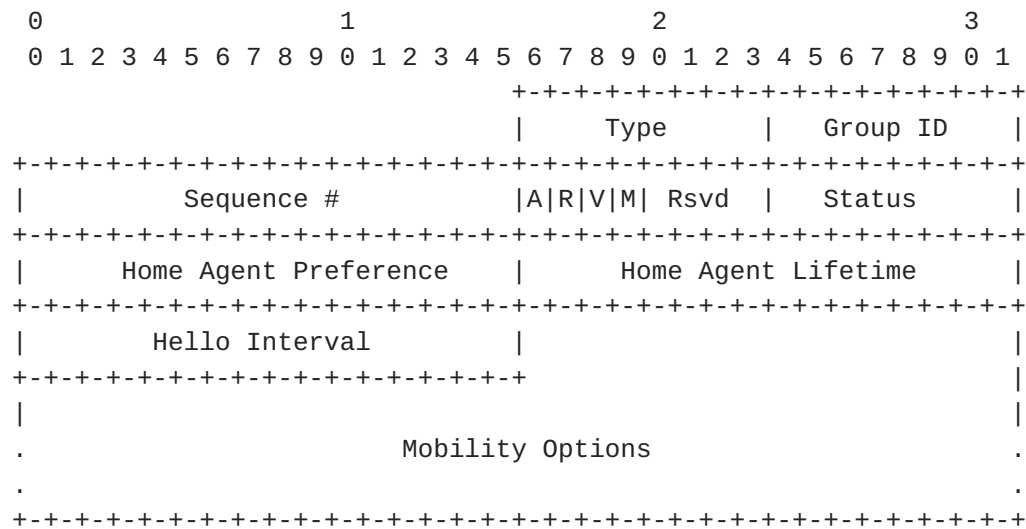 0                   1                   2                   3
 0 1 2 3 4 5 6 7 8 9 0 1 2 3 4 5 6 7 8 9 0 1 2 3 4 5 6 7 8 9 0 1
                                +-+-+-+-+-+-+-+-+-+-+-+-+-+-+-+-+
                                |     Type      |   Group ID    |
+-+-+-+-+-+-+-+-+-+-+-+-+-+-+-+-+-+-+-+-+-+-+-+-+-+-+-+-+-+-+-+-+
|          Sequence #           |A|R|V|M| Rsvd  |   Status      |
+-+-+-+-+-+-+-+-+-+-+-+-+-+-+-+-+-+-+-+-+-+-+-+-+-+-+-+-+-+-+-+-+
|      Home Agent Preference    |      Home Agent Lifetime      |
+-+-+-+-+-+-+-+-+-+-+-+-+-+-+-+-+-+-+-+-+-+-+-+-+-+-+-+-+-+-+-+-+
|        Hello Interval         |                               |
+-+-+-+-+-+-+-+-+-+-+-+-+-+-+-+-+                               |
|                                                               |
.                        Mobility Options                       .
.                                                               .
+-+-+-+-+-+-+-+-+-+-+-+-+-+-+-+-+-+-+-+-+-+-+-+-+-+-+-+-+-+-+-+-+